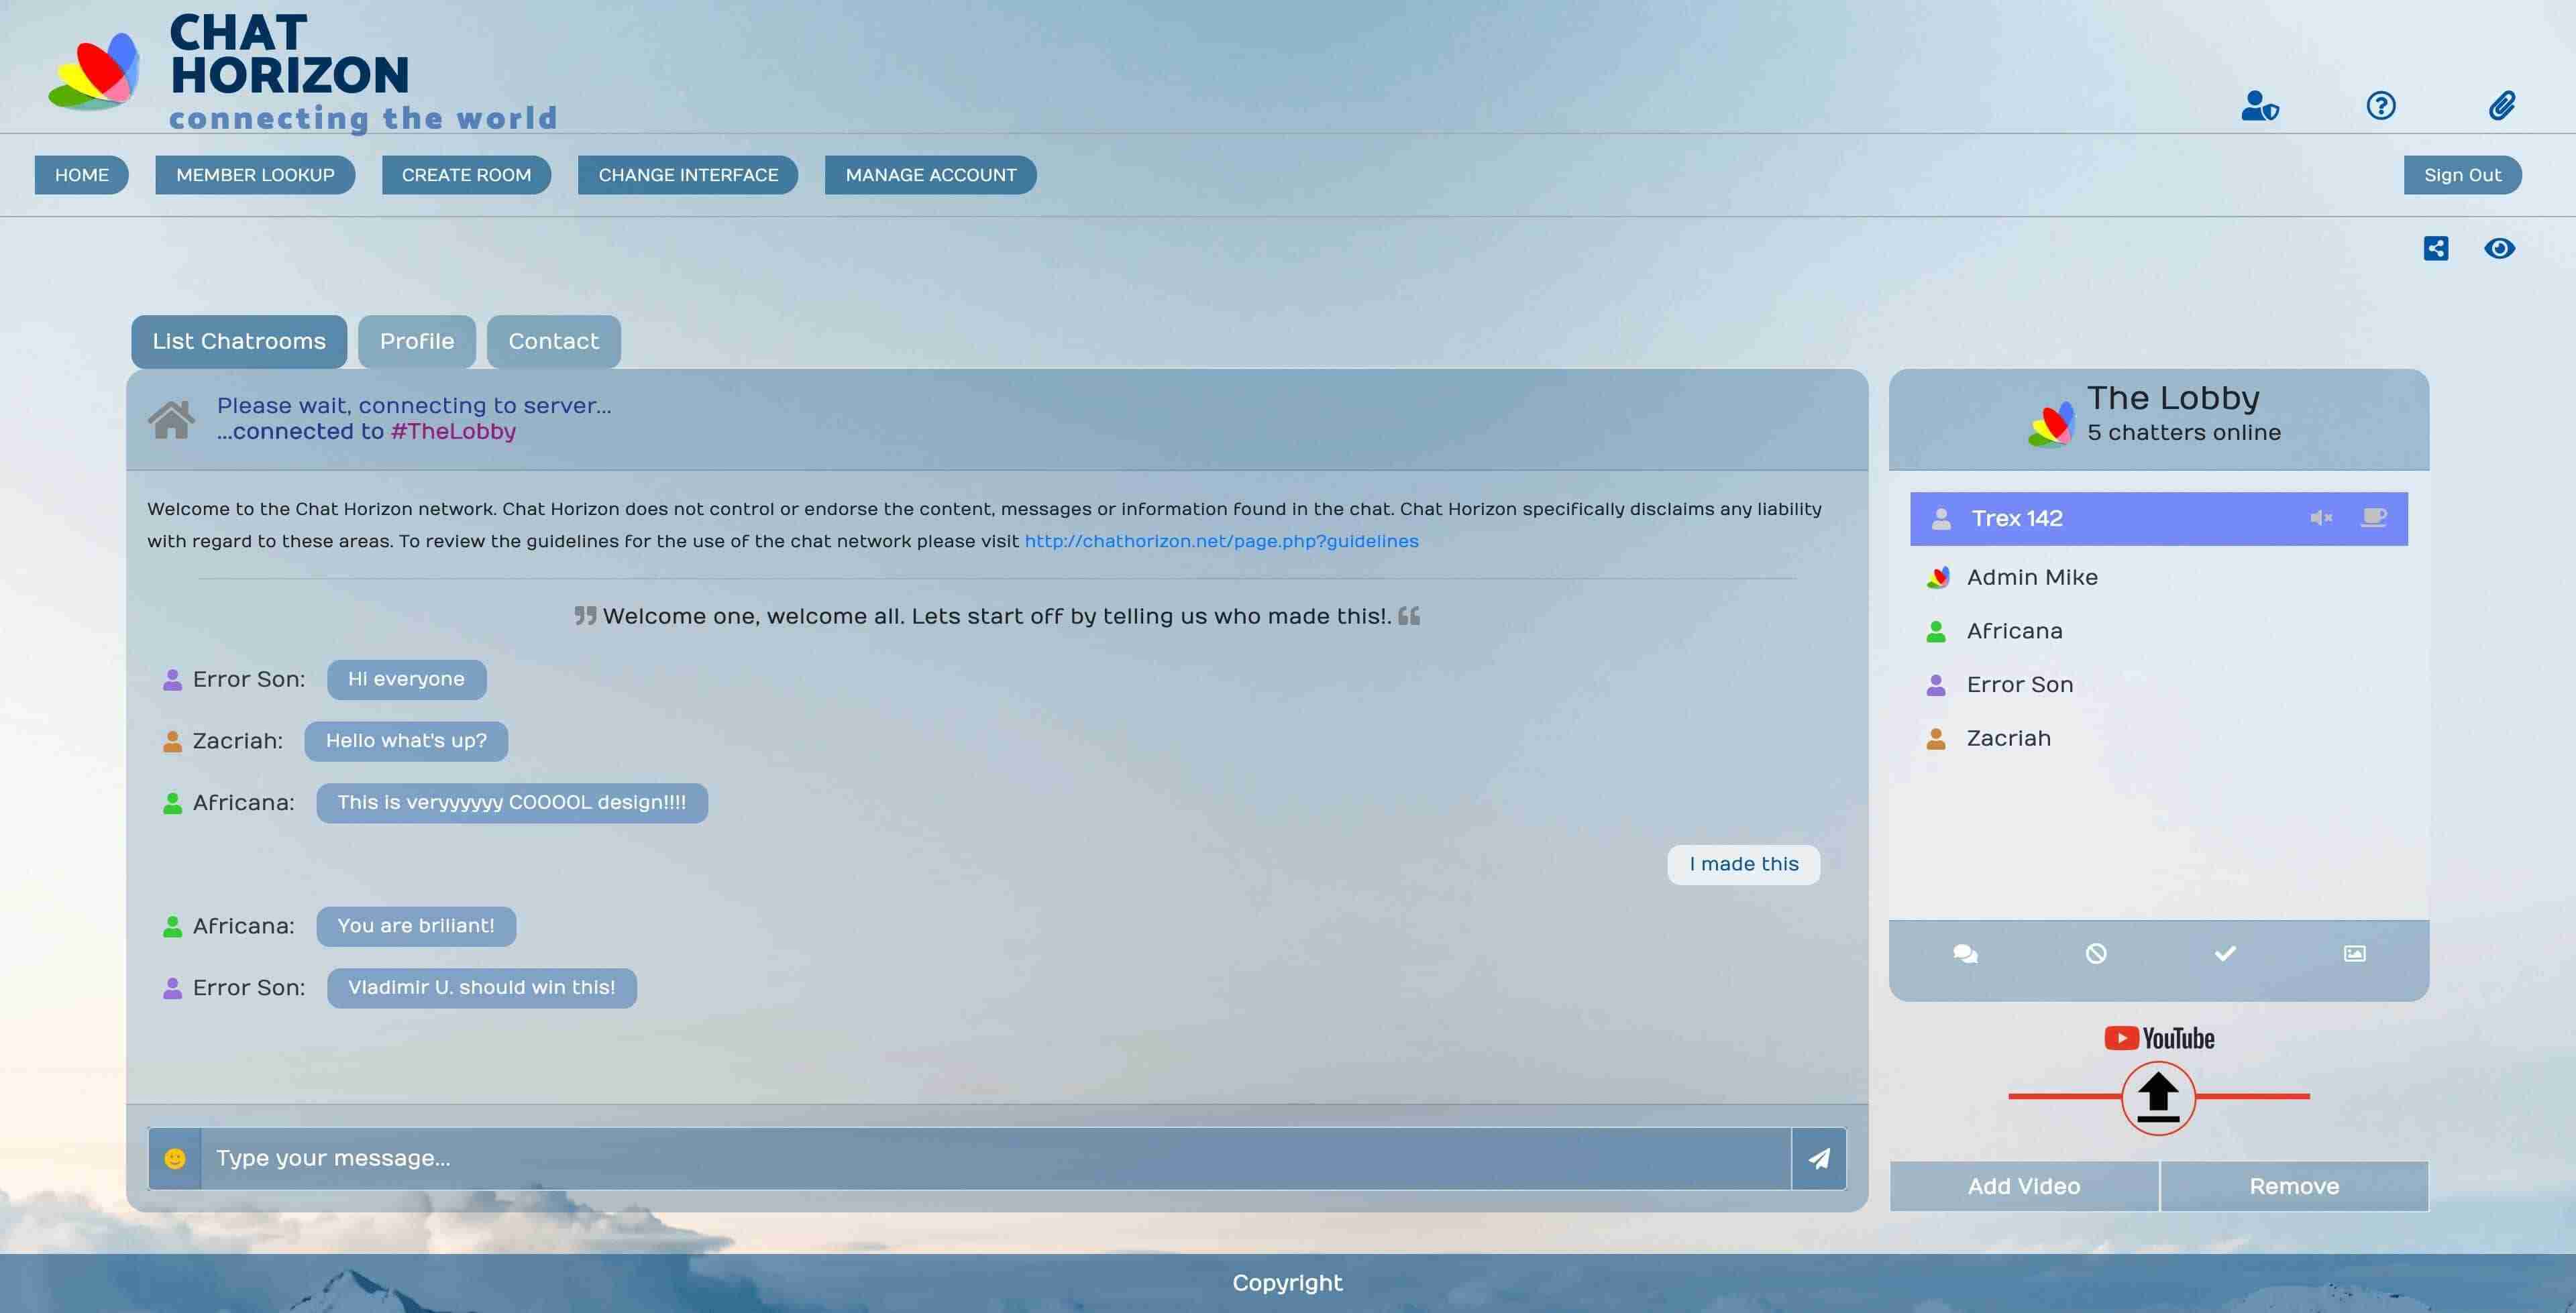 CHAT
HORIZON
connecting the world
HOME
MEMBER LOOKUP
CREATE ROOM
CHANGE INTERFACE
MANAGE ACCOUNT
Sign Out
List Chatrooms
Profile
Contact
Please wait, connecting to server...
...connected to #TheLobby
Welcome to the Chat Horizon network. Chat Horizon does not control or endorse the content, messages or information found in the chat. Chat Horizon specifically disclaims any liability
with regard to these areas. To review the guidelines for the use of the chat network please visit http://chathorizon.net/page.php?guidelines
” Welcome one, welcome all. Lets start off by telling us who made this!. “
Error Son: HI everyone
Zacriah: Hello what's up?
Africana: This is veryyyyyy COOOOL design!!!!
I made this
Africana: You are briliant!
Error Son: Vladimir U. should win this!
Type your message...
The Lobby
5 chatters online
Trex 142
Admin Mike
Africana
Error Son
Zacriah
YouTube
Add Video
Remove
Copyright